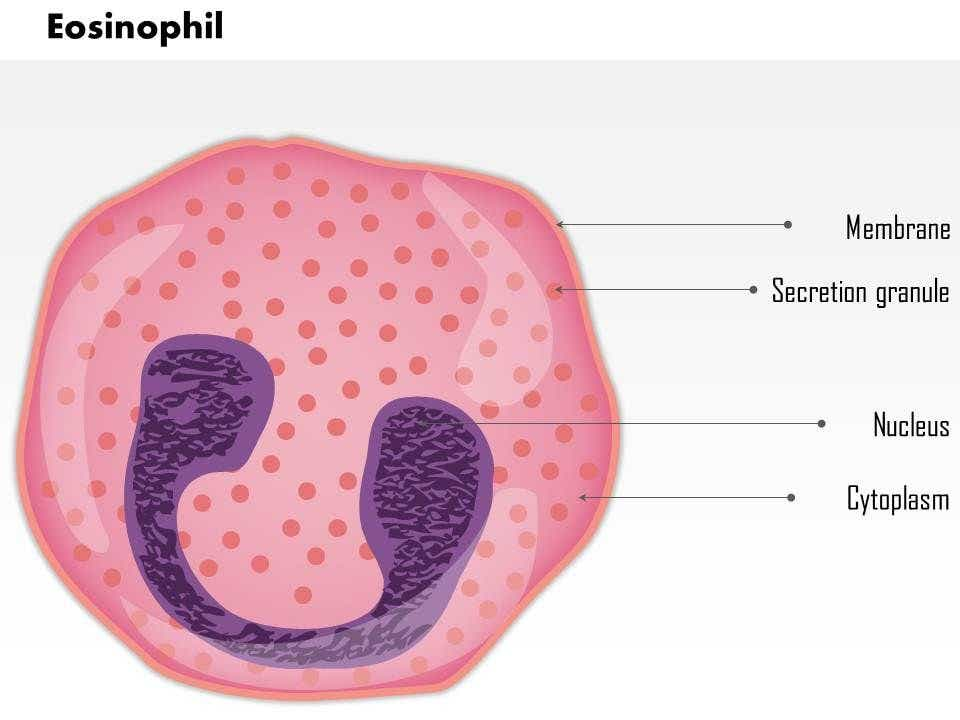 Eosinophil
Membrane
Secretion granule
Nucleus
Cytoplasm